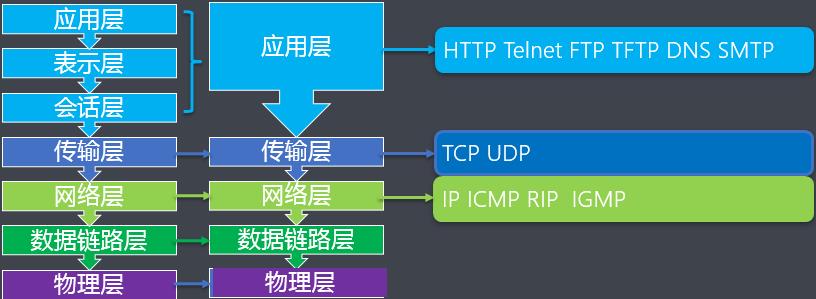 应用层
表示层
会话层
传输层
网络层
数据链路层
物理层
应用层
传输层
网络层
数据链路层
物理层
HTTP Telnet FTP TFTP DNS SMTP
TCP UDP
IP ICMP RIP  IGMP